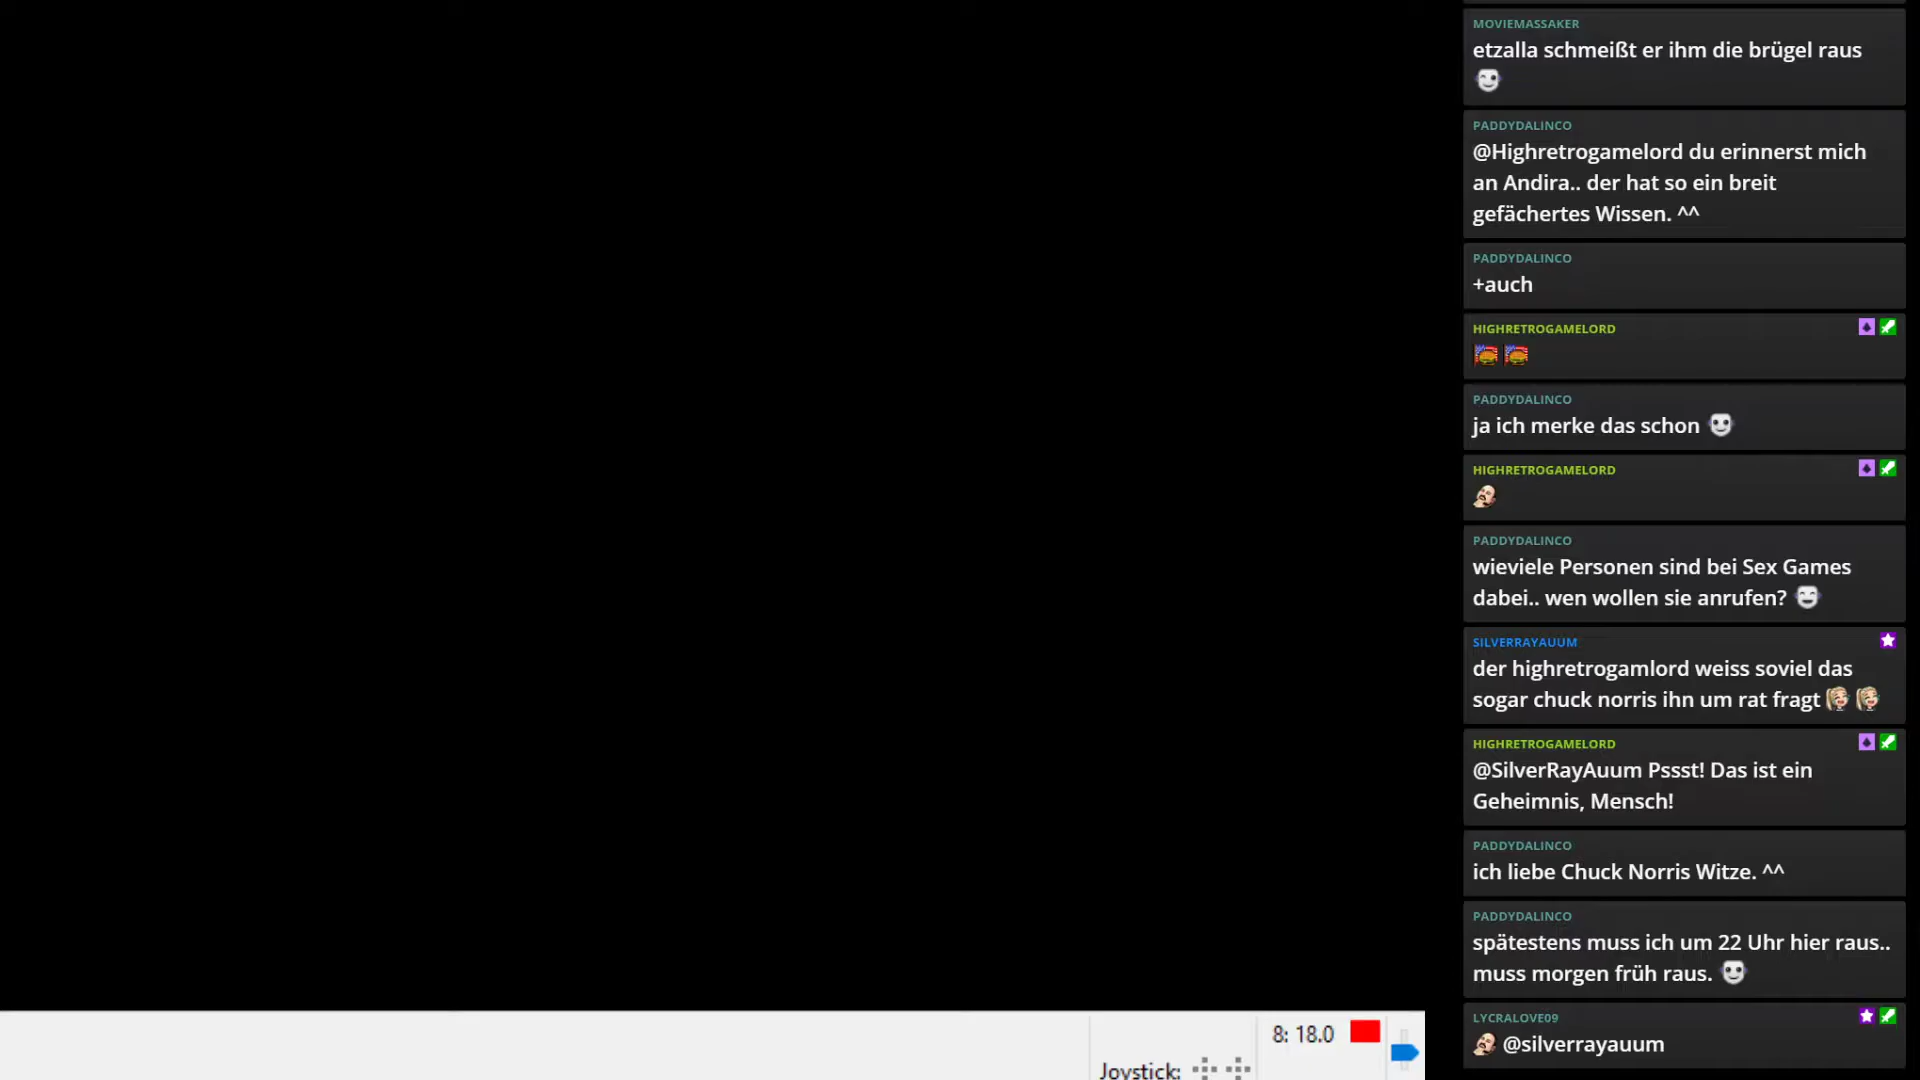 MOVIEMASSAKER
etzalla schmeißt er ihm die brügel raus
PADDYDALINCO
@Highretrogamelord du erinnerst mich
an Andira.. der hat so ein breit
gefächertes Wissen. ^^
PADDYDALINCO
+auch
HIGHRETROGAMELORD
PADDYDALINCO
ja ich merke das schon
HIGHRETROGAMELORD
PADDYDALINCO
wieviele Personen sind bei Sex Games
dabei.. wen wollen sie anrufen?
SILVERRAYAUUM
der highretrogamlord weiss soviel das
sogar chuck norris ihn um rat fragt
HIGHRETROGAMELORD
@SilverRayAuum Pssst! Das ist ein
Geheimnis, Mensch!
PADDYDALINCO
ich liebe Chuck Norris Witze. ^^
PADDYDALINCO
spätestens muss ich um 22 Uhr hier raus..
muss morgen früh raus.
LYCRALOVE09
@silverrayauum
8: 18.0
Joystick: